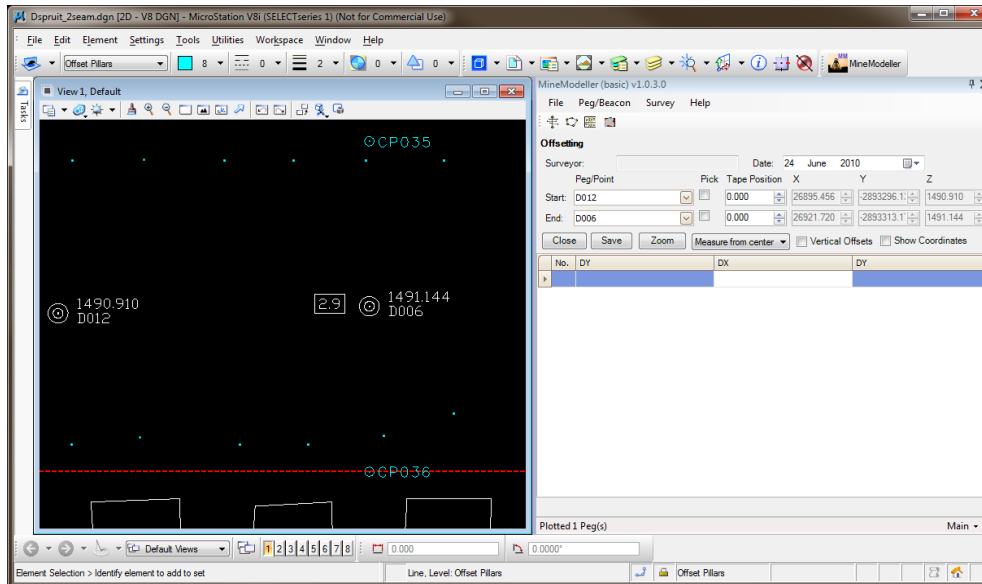 Dspruit_2seam.dgn [2D - V8 DGN] - MicroStation V8i (SELECTseries 1) (Not for Commercial Use)
File Edit Element Settings Tools Utilities Workspace Window Help
Offset Pillars 8 0 2 0 0 MineModeller
Tasks
View 1, Default
CP035
1490.910
D012
2.9
1491.144
D006
CP036
MineModeller (basic) v1.0.3.0
File Peg/Beacon Survey Help
Offsetting
Surveyor: Date: 24 June 2010
Peg/Point Pick Tape Position X Y Z
Start: D012 0.000 26895.456 1490.910
End: D006 0.000 26921.720 1491.144
Close Save Zoom Measure from center Vertical Offsets Show Coordinates
No. DY DX DY
Plotted 1 Peg(s) Main
Default Views 1 2 3 4 5 6 7 8 0.000 0.0000°
Element Selection > Identify element to add to set Line, Level: Offset Pillars Offset Pillars